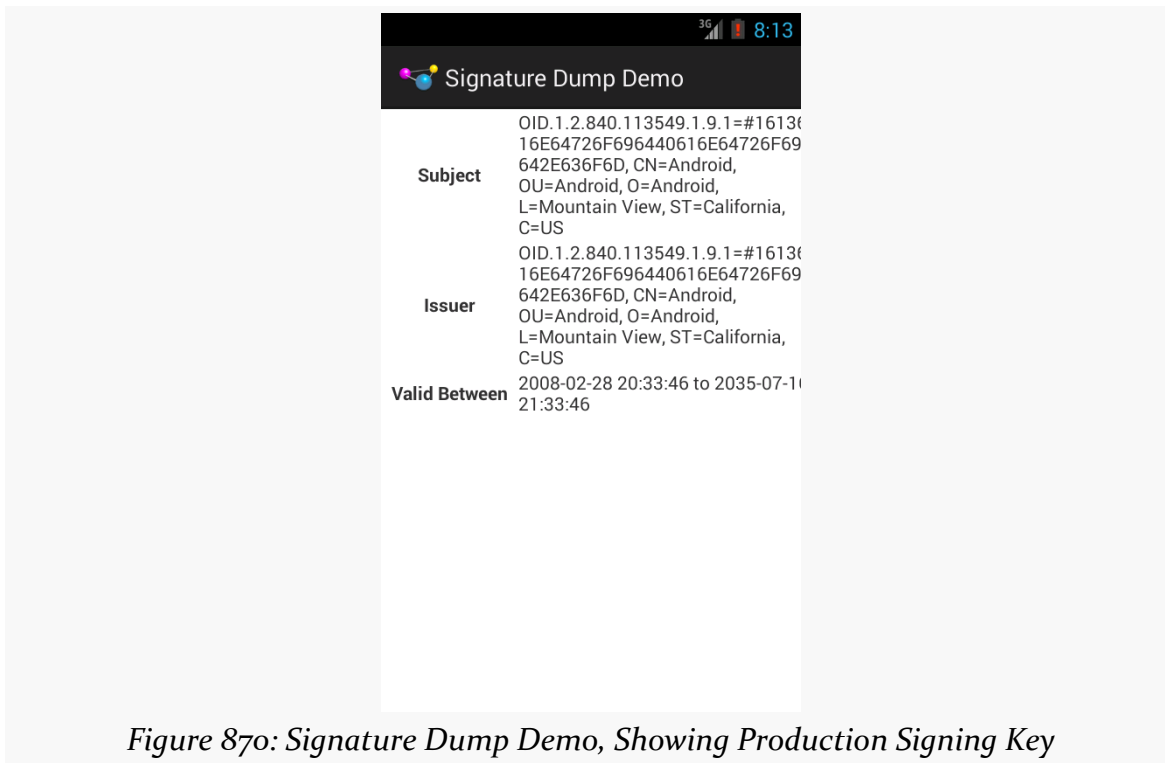 3G 8:13
Signature Dump Demo
OID.1.2.840.113549.1.9.1=#16136
16E64726F696440616E64726F69
Subject
642E636F6D, CN=Android,
OU=Android, O=Android,
L=Mountain View, ST=California,
C=US
OID.1.2.840.113549.1.9.1=#16136
16E64726F696440616E64726F69
Issuer
642E636F6D, CN=Android,
OU=Android, O=Android,
L=Mountain View, ST=California,
C=US
Valid Between
2008-02-28 20:33:46 to 2035-07-16
21:33:46
Figure 870: Signature Dump Demo, Showing Production Signing Key